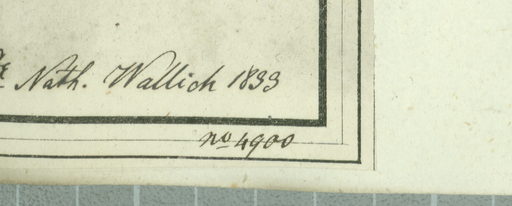 Nath. Wallich 1833
no 4900